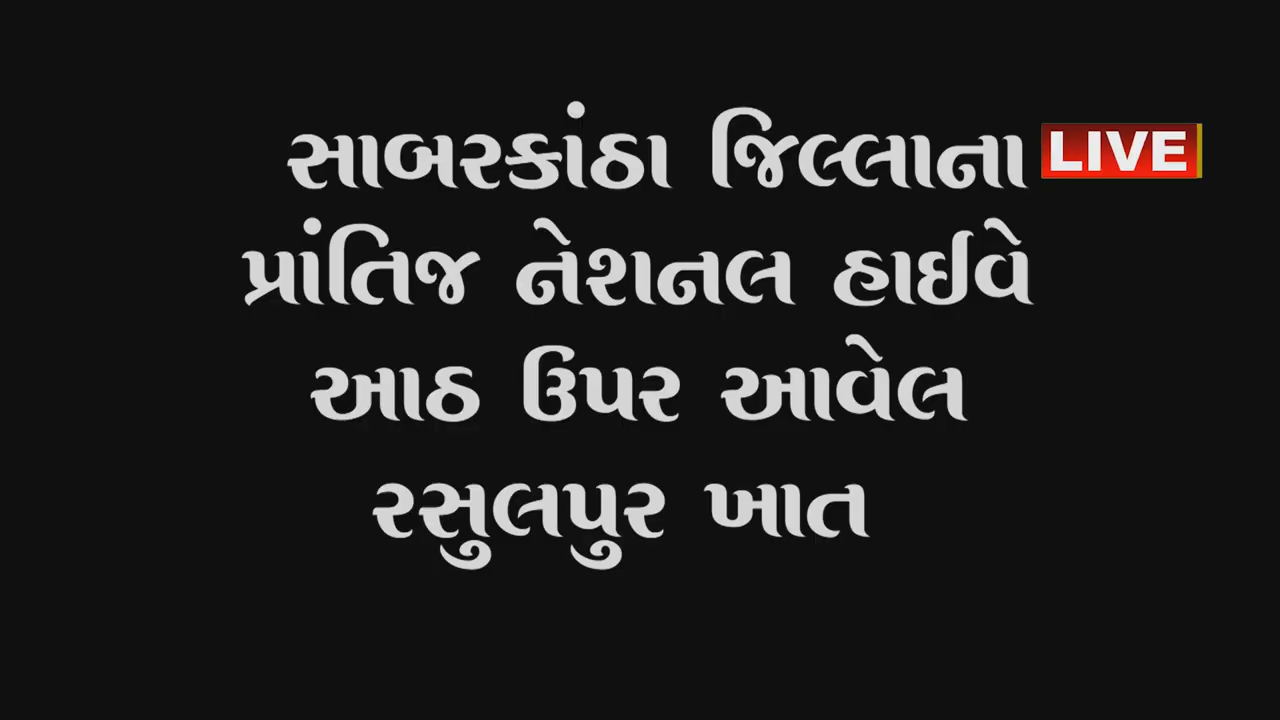 સાબરકાંઠા જિલ્લાના LIVE
પ્રાંતિજ નેશનલ હાઈવે
આઠ ઉપર આવેલ
રસુલપુર ખાત